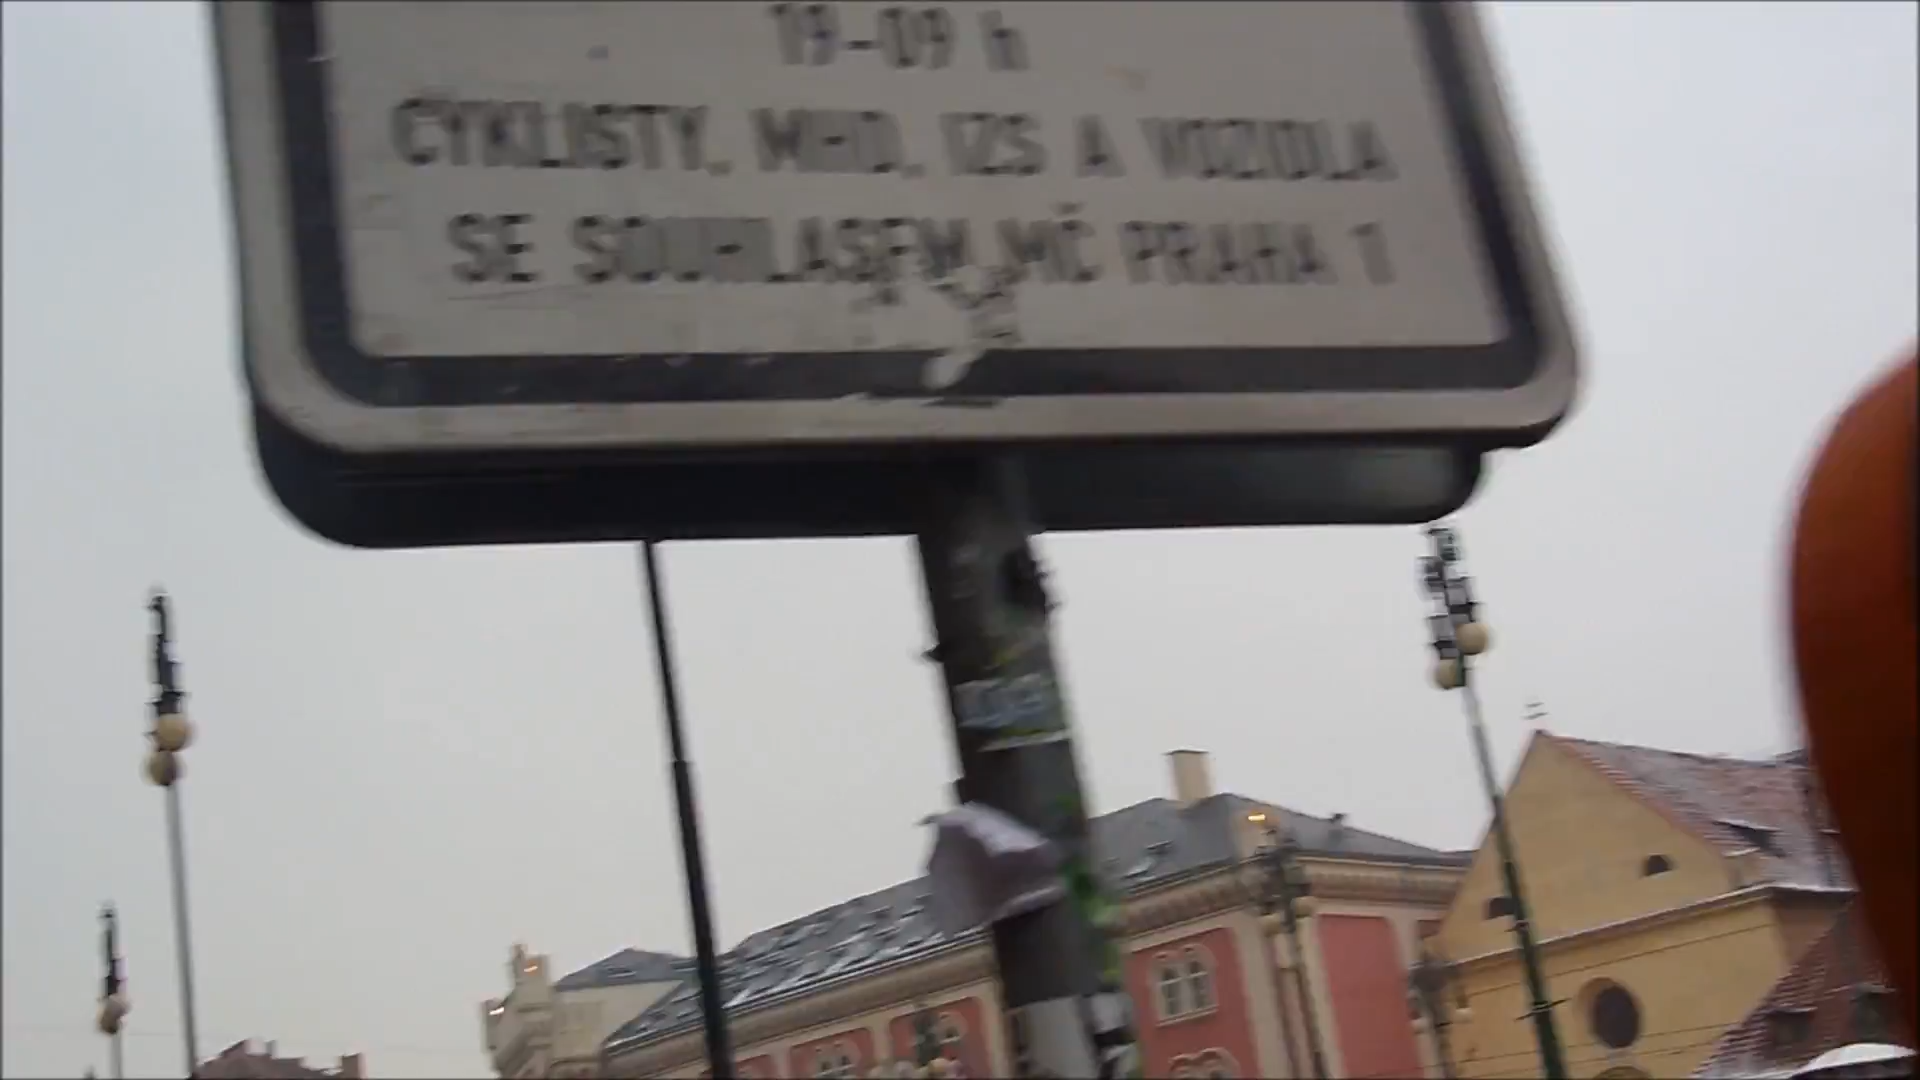 19-09 h
CYKLISTY, MHD, IZS A VOZIDLA
SE SOUHLASEM MČ PRAHA 1